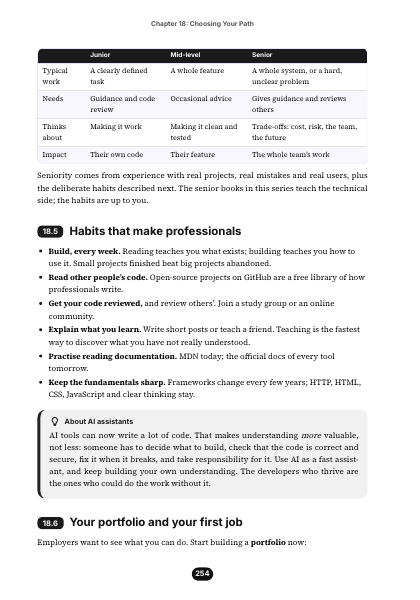 Chapter 18: Choosing Your Path
Junior Mid-level Senior
Typical work A clearly defined task A whole feature A whole system, or a hard, unclear problem
Needs Guidance and code review Occasional advice Gives guidance and reviews others
Thinks about Making it work Making it clean and tested Trade-offs: cost, risk, the team, the future
Impact Their own code Their feature The whole team's work
Seniority comes from experience with real projects, real mistakes and real users, plus
the deliberate habits described next. The senior books in this series teach the technical
side; the habits are up to you.
18.5 Habits that make professionals
• Build, every week. Reading teaches you what exists; building teaches you how to
use it. Small projects finished beat big projects abandoned.
• Read other people's code. Open-source projects on GitHub are a free library of how
professionals write.
• Get your code reviewed, and review others'. Join a study group or an online
community.
• Explain what you learn. Write short posts or teach a friend. Teaching is the fastest
way to discover what you have not really understood.
• Practise reading documentation. MDN today; the official docs of every tool
tomorrow.
• Keep the fundamentals sharp. Frameworks change every few years; HTTP, HTML,
CSS, JavaScript and clear thinking stay.
About AI assistants
AI tools can now write a lot of code. That makes understanding more valuable,
not less: someone has to decide what to build, check that the code is correct and
secure, fix it when it breaks, and take responsibility for it. Use AI as a fast assist-
ant, and keep building your own understanding. The developers who thrive are
the ones who could do the work without it.
18.6 Your portfolio and your first job
Employers want to see what you can do. Start building a portfolio now:
254